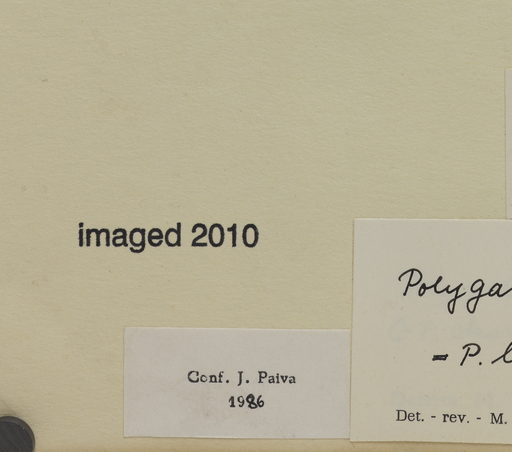 imaged 2010
Polyga
= P. l
Conf. J. Paiva
1986
Det. - rev. - M.